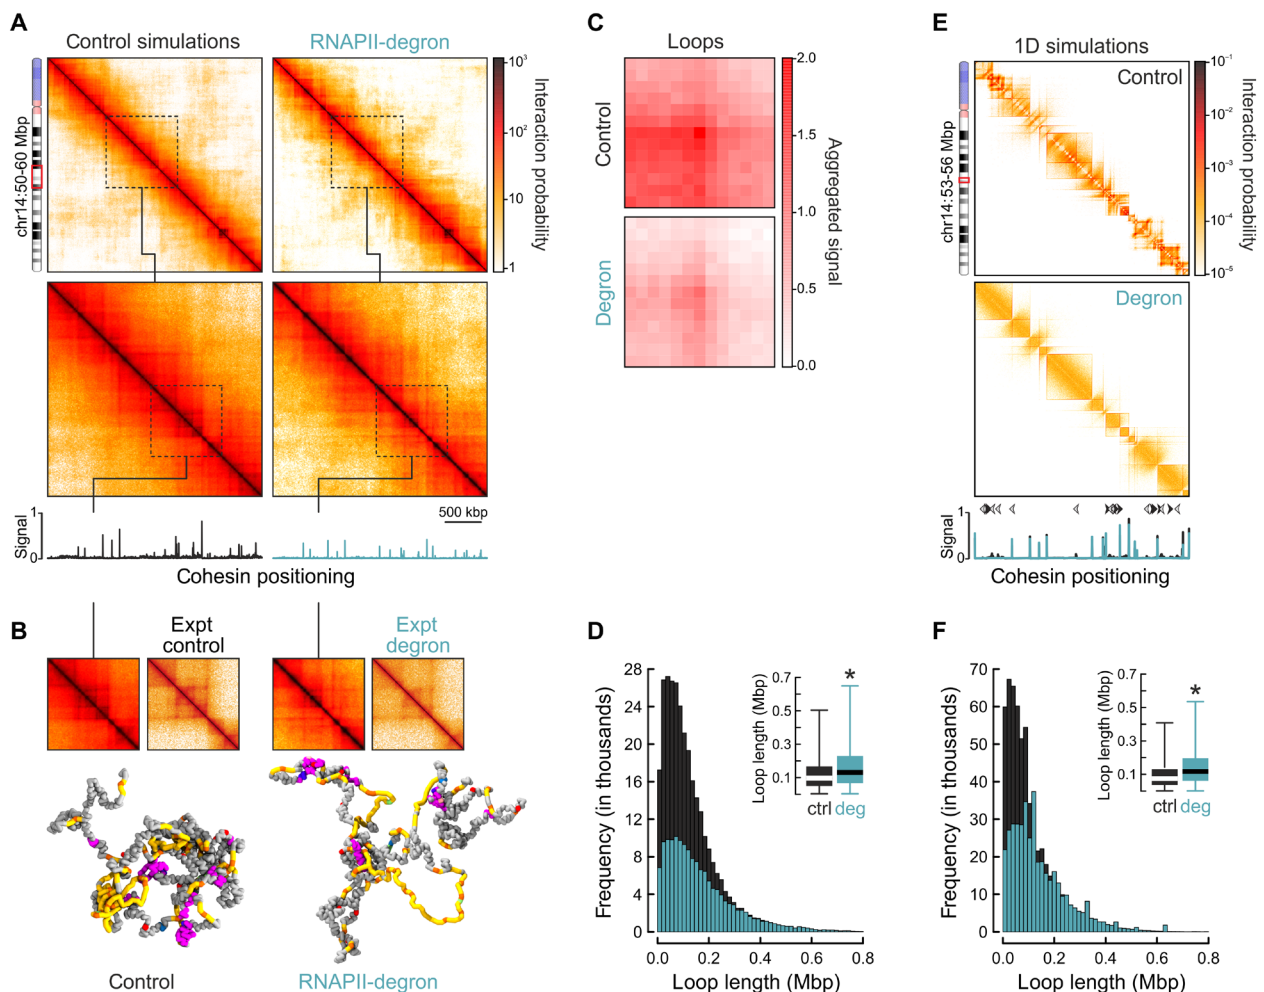 A
Control simulations
RNAPII-degron
chr14:50-60 Mbp
10³
10²
10
1
Interaction probability
500 kbp
1
0
Signal
Cohesin positioning
B
Expt
control
Expt
degron
Control
RNAPII-degron
C
Loops
Control
Degron
2.0
1.5
1.0
0.5
0.0
Aggregated signal
D
Frequency (in thousands)
28
24
20
16
12
8
4
0
0.0 0.2 0.4 0.6 0.8
Loop length (Mbp)
Loop length (Mbp)
0.7
0.5
0.3
0.1
*
ctrl deg
E
1D simulations
Control
chr14:53-56 Mbp
10⁻¹
10⁻²
10⁻³
10⁻⁴
10⁻⁵
Interaction probability
Degron
1
0
Signal
Cohesin positioning
F
Frequency (in thousands)
70
60
50
40
30
20
10
0
0.0 0.2 0.4 0.6 0.8
Loop length (Mbp)
Loop length (Mbp)
0.7
0.5
0.3
0.1
*
ctrl deg